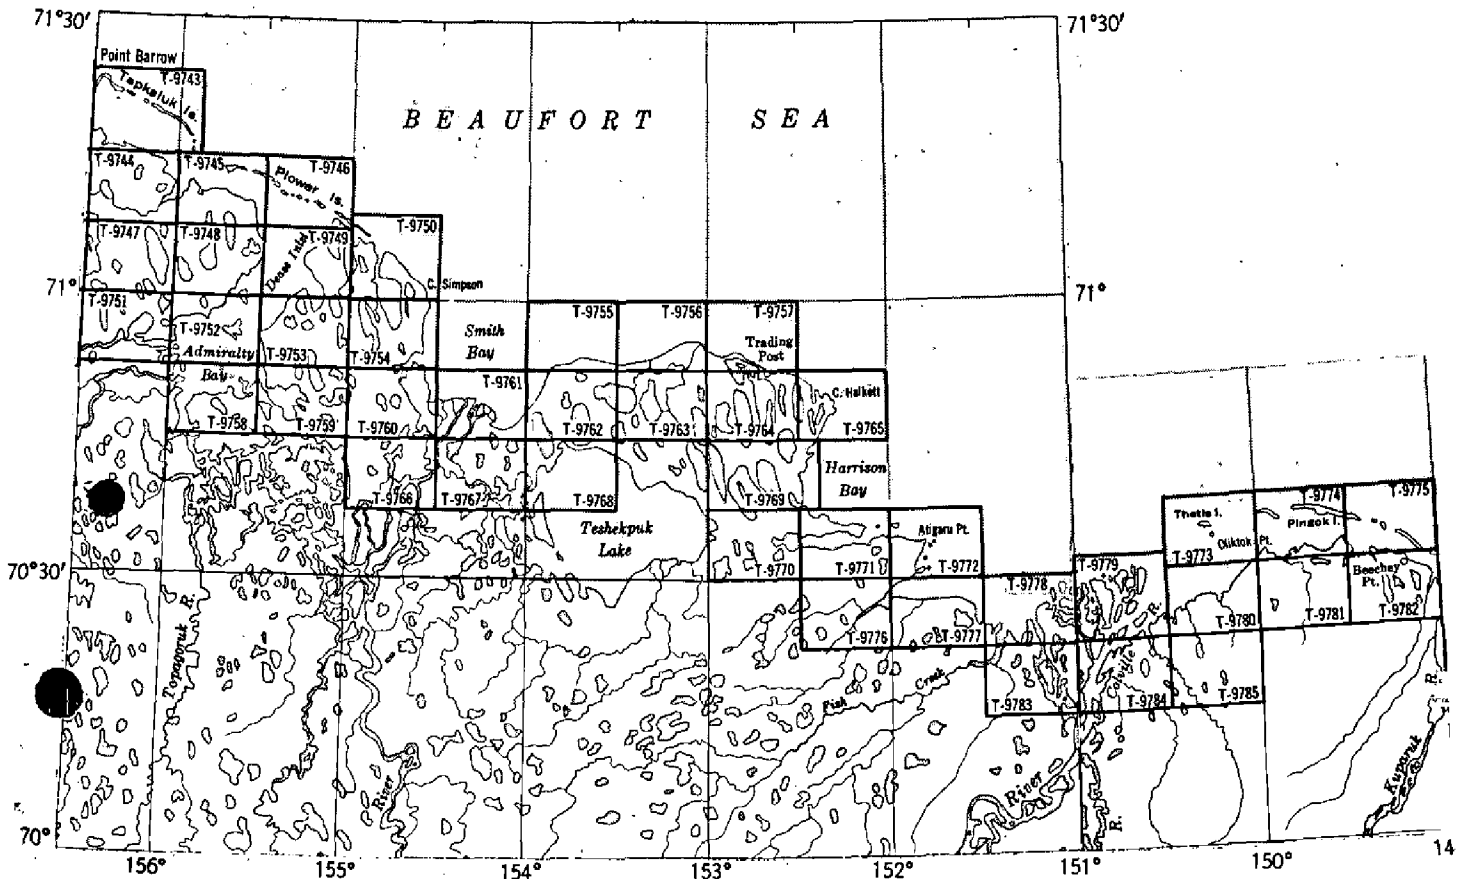 71°30′
71°30′
Point Barrow
T-9743
Tapkaluk Is.
BEAUFORT SEA
T-9744
T-9745
T-9746
Plower Is.
T-9747
T-9748
T-9749
T-9750
Dease Inlet
C. Simpson
71°
71°
T-9751
T-9752
T-9753
T-9754
Admiralty
Bay
Smith
Bay
T-9755
T-9756
T-9757
Trading
Post
T-9758
T-9759
T-9760
T-9761
T-9762
T-9763
T-9764
C. Halkett
T-9765
T-9766
T-9767
T-9768
T-9769
Harrison
Bay
Teshekpuk
Lake
Atigaru Pt.
T-9770
T-9771
T-9772
Thetis I.
T-9773
Oliktok Pt.
T-9774
Pingok I.
T-9775
70°30′
T-9776
T-9777
T-9778
T-9779
T-9780
T-9781
Beechey
Pt.
T-9782
Topagoruk R.
Fish Creek
Colville R.
T-9783
T-9784
T-9785
River
River
R.
Kuparuk
R.
70°
156°
155°
154°
153°
152°
151°
150°
14